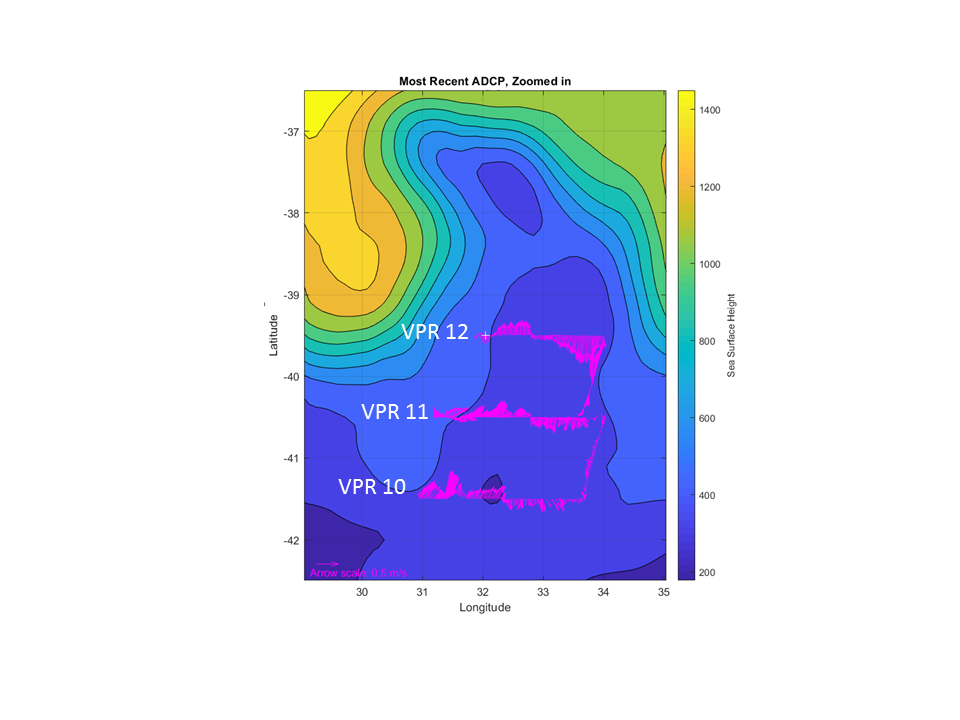 Most Recent ADCP, Zoomed in
-37
-38
-39
-40
-41
-42
Latitude
VPR 12
VPR 11
VPR 10
Arrow scale: 0.5 m/s
30 31 32 33 34 35
Longitude
1400
1200
1000
800
600
400
200
Sea Surface Height